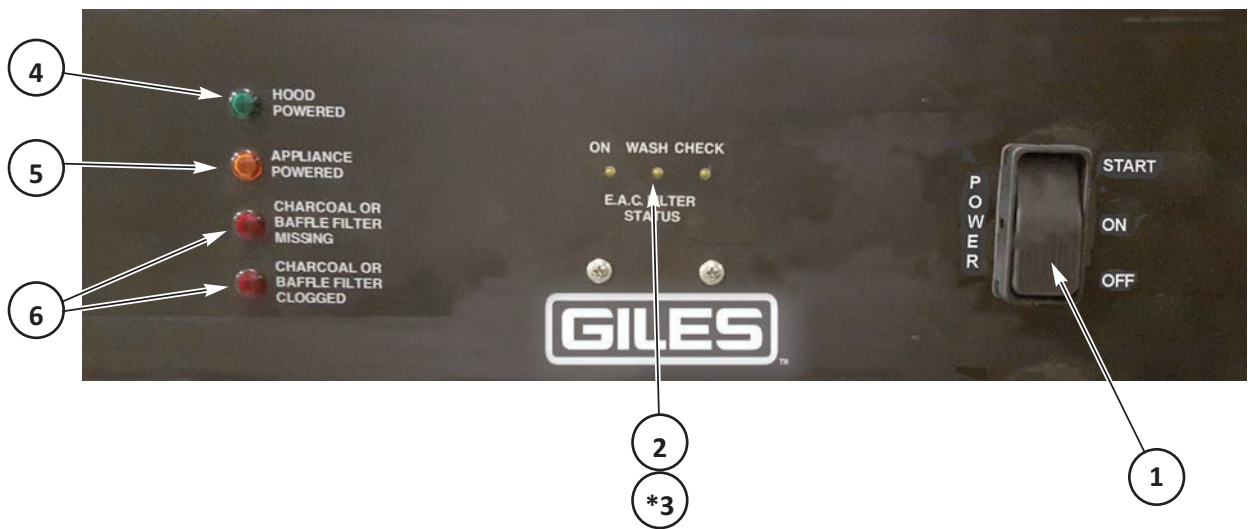 4
HOOD
POWERED
5
APPLIANCE
POWERED
6
CHARCOAL OR
BAFFLE FILTER
MISSING
CHARCOAL OR
BAFFLE FILTER
CLOGGED
ON WASH CHECK
E.A.C. FILTER
STATUS
GILES
TM
2
*3
POWER
START
ON
OFF
1